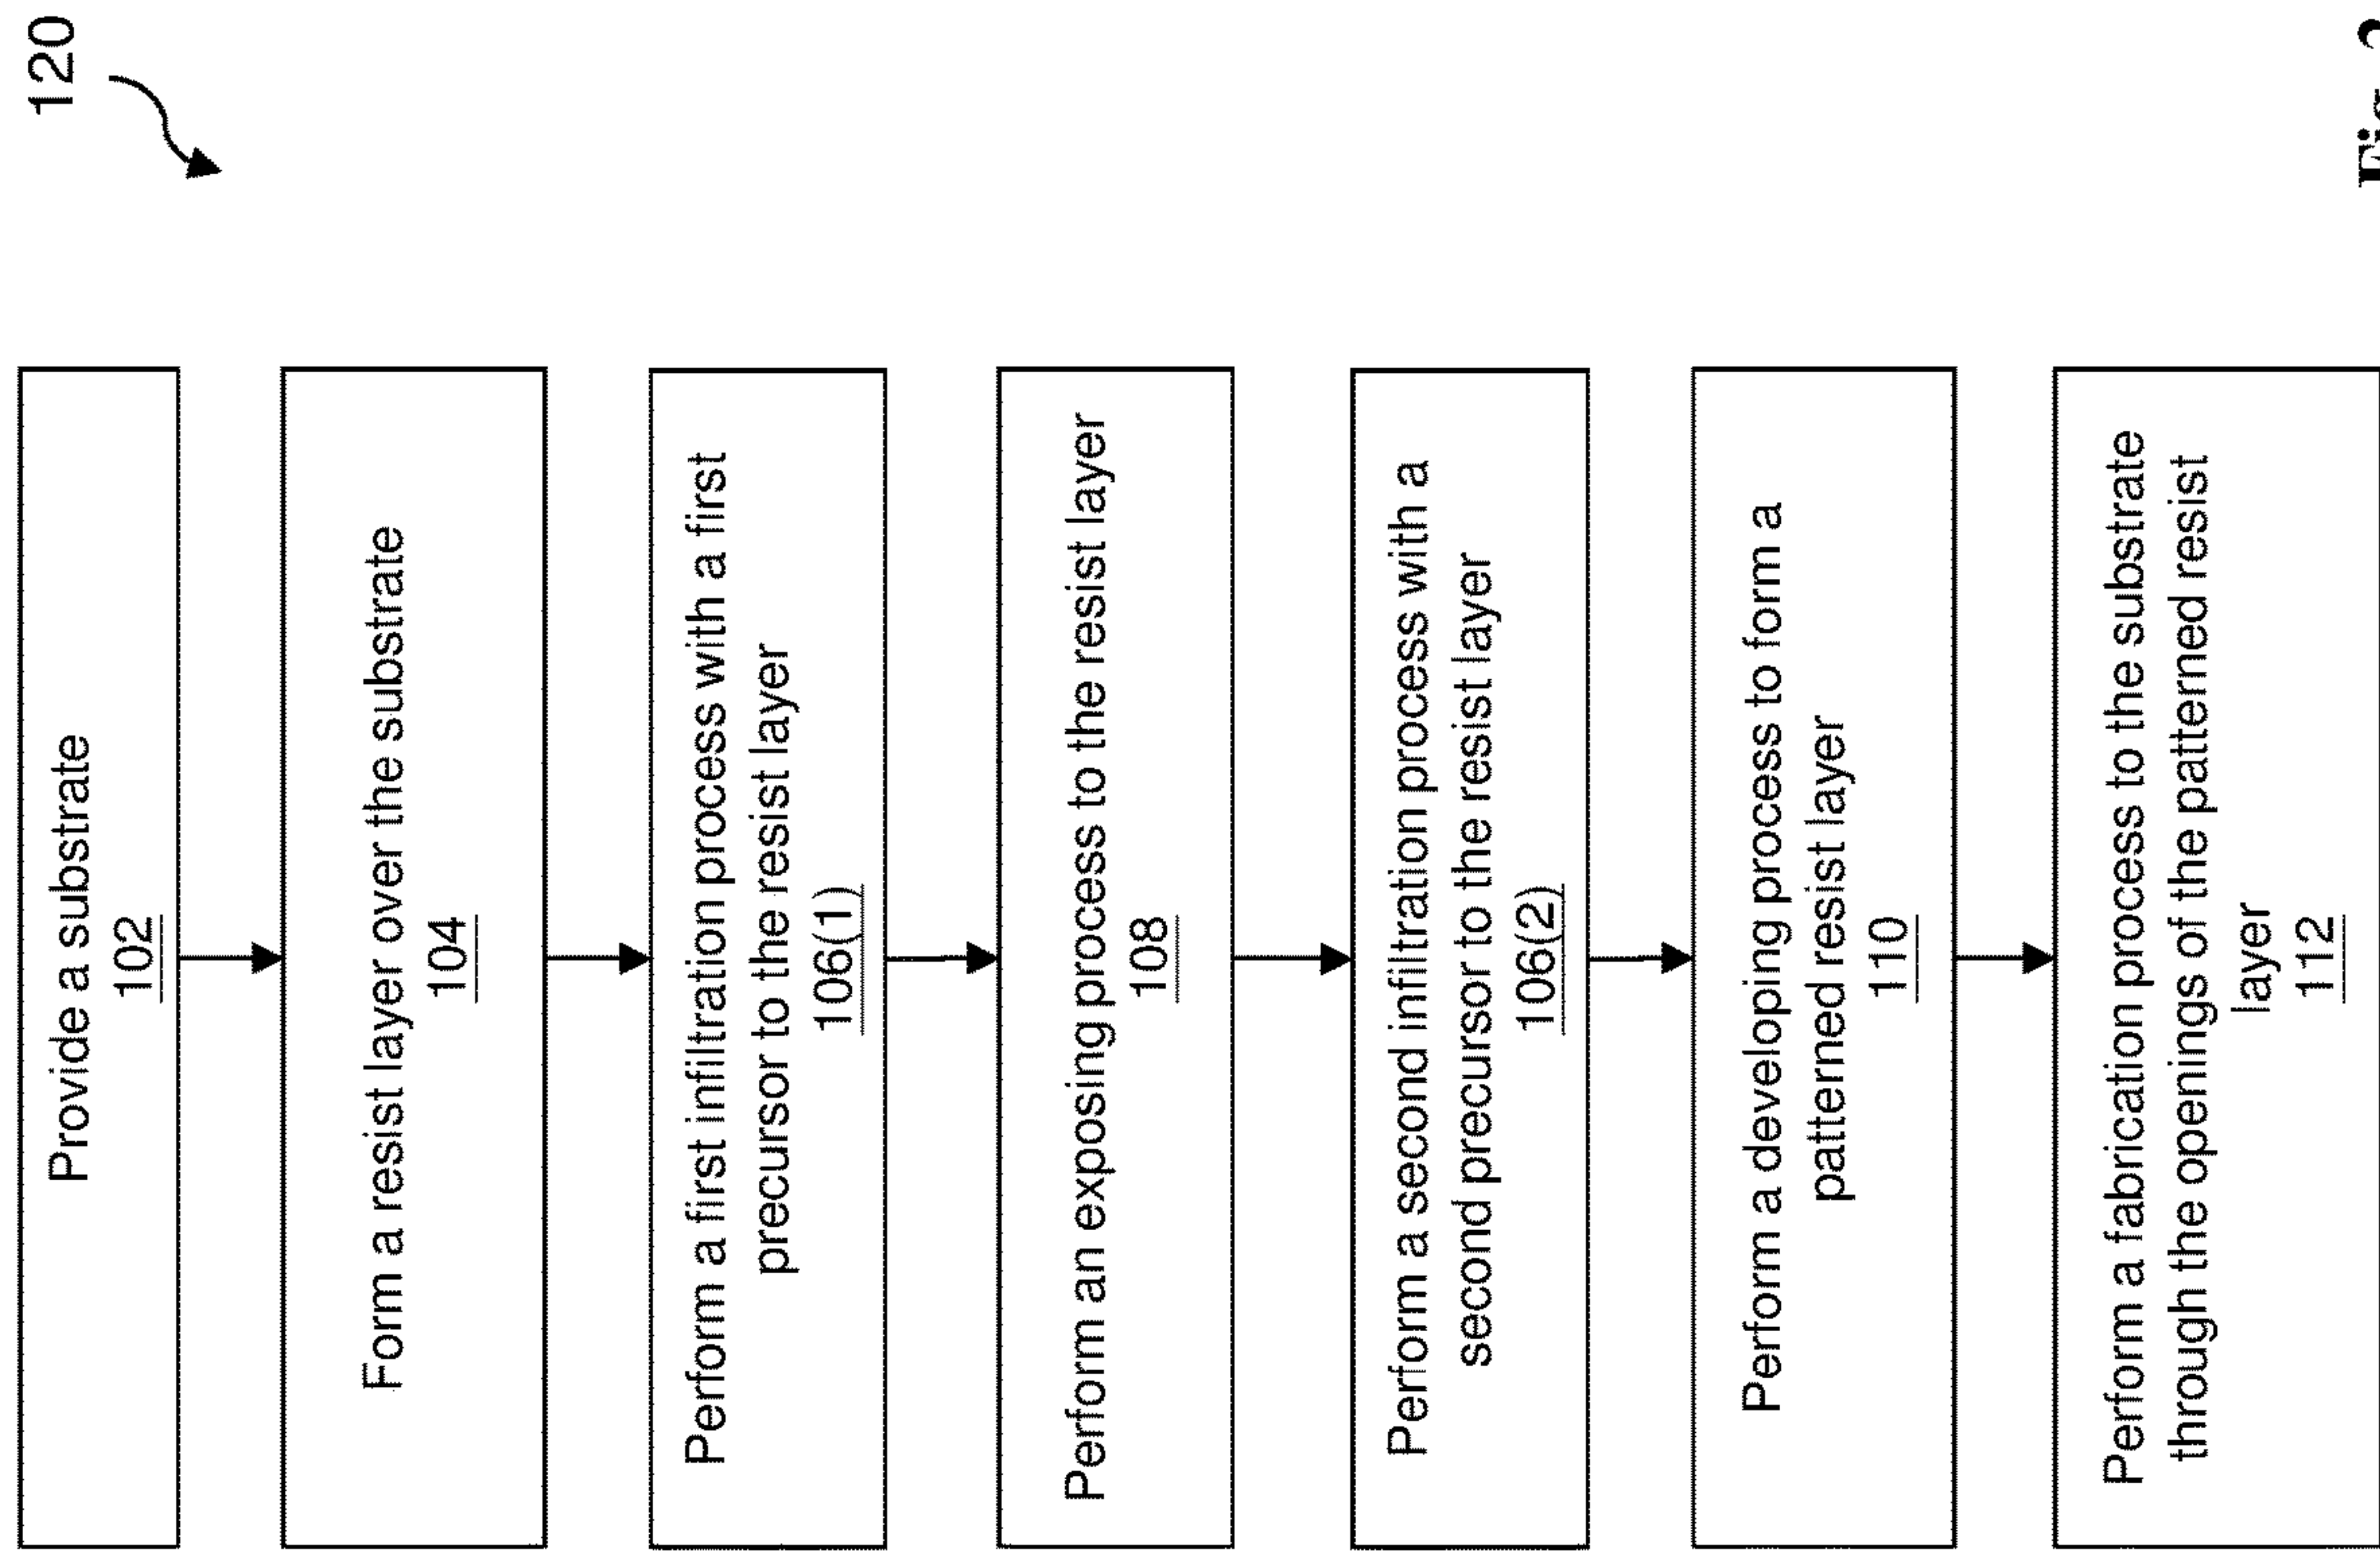 120
Provide a substrate
102
Form a resist layer over the substrate
104
Perform a first infiltration process with a first
precursor to the resist layer
106(1)
Perform an exposing process to the resist layer
108
Perform a second infiltration process with a
second precursor to the resist layer
106(2)
Perform a developing process to form a
patterned resist layer
110
Perform a fabrication process to the substrate
through the openings of the patterned resist
layer
112